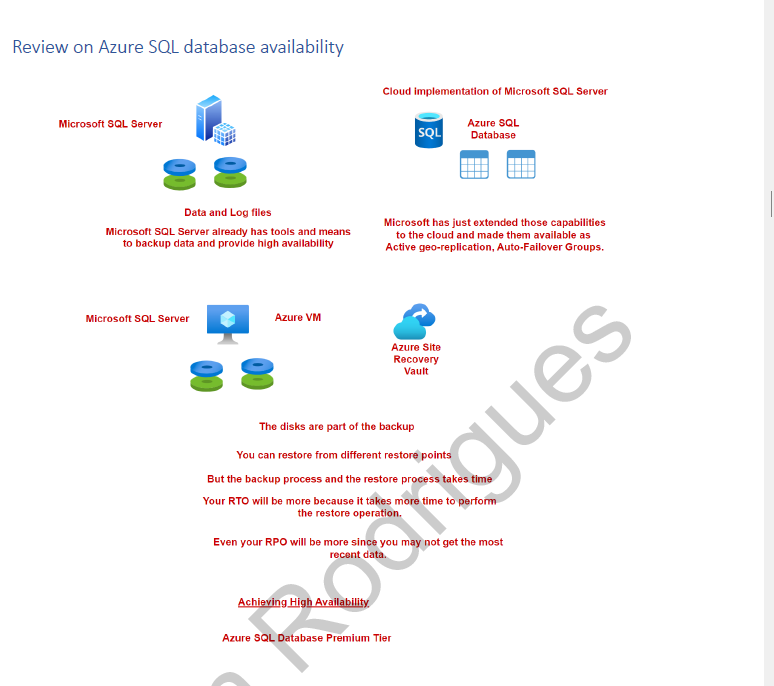 Review on Azure SQL database availability
Cloud implementation of Microsoft SQL Server
Microsoft SQL Server
SQL
Azure SQL
Database
Data and Log files
Microsoft SQL Server already has tools and means
to backup data and provide high availability
Microsoft has just extended those capabilities
to the cloud and made them available as
Active geo-replication, Auto-Failover Groups.
Microsoft SQL Server
Azure VM
Azure Site
Recovery
Vault
The disks are part of the backup
You can restore from different restore points
But the backup process and the restore process takes time
Your RTO will be more because it takes more time to perform
the restore operation.
Even your RPO will be more since you may not get the most
recent data.
Achieving High Availability
Azure SQL Database Premium Tier
Rodrigues